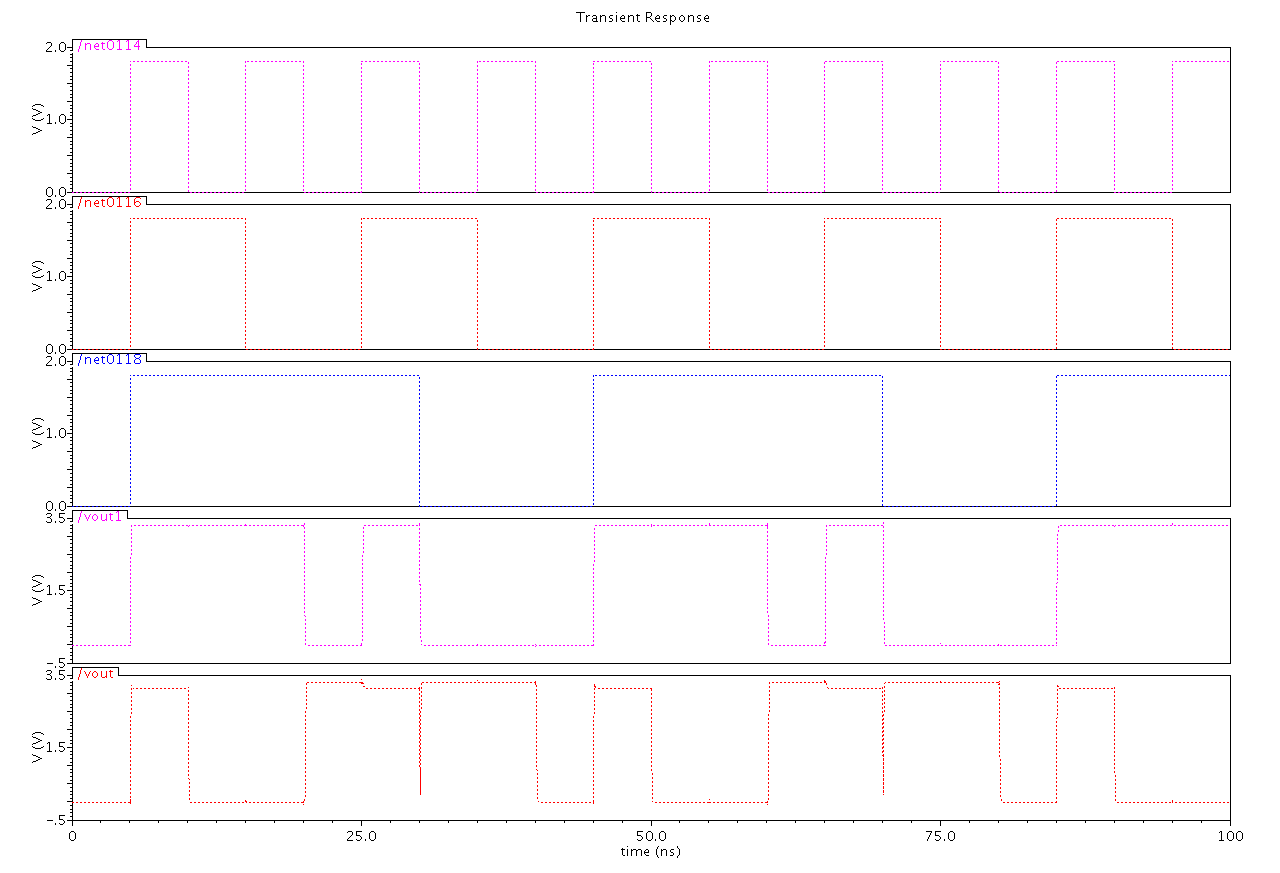 Transient Response
/net0114
2.0
V (V)
1.0
0.0
/net0116
2.0
V (V)
1.0
0.0
/net0118
2.0
V (V)
1.0
0.0
/vout1
3.5
V (V)
1.5
-.5
/vout
3.5
V (V)
1.5
-.5
0 25.0 50.0 75.0 100
time (ns)